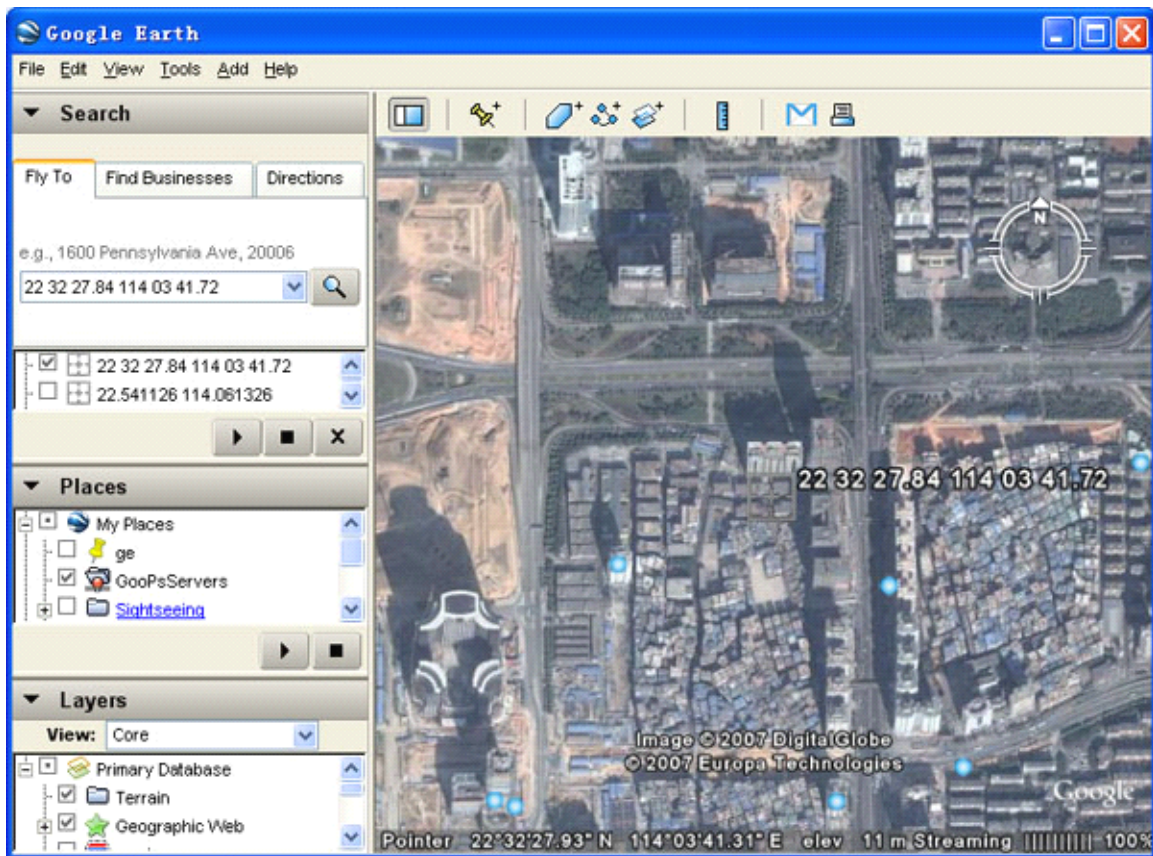 Google Earth
File Edit View Tools Add Help
Search
Fly To Find Businesses Directions
e.g., 1600 Pennsylvania Ave, 20006
22 32 27.84 114 03 41.72
22 32 27.84 114 03 41.72
22.541126 114.061326
Places
My Places
ge
GooPsServers
Sightseeing
Layers
View: Core
Primary Database
Terrain
Geographic Web
N
22 32 27.84 114 03 41.72
Image © 2007 DigitalGlobe
© 2007 Europa Technologies
Google
Pointer 22°32'27.93" N 114°03'41.31" E elev 11 m Streaming |||||||||| 100%